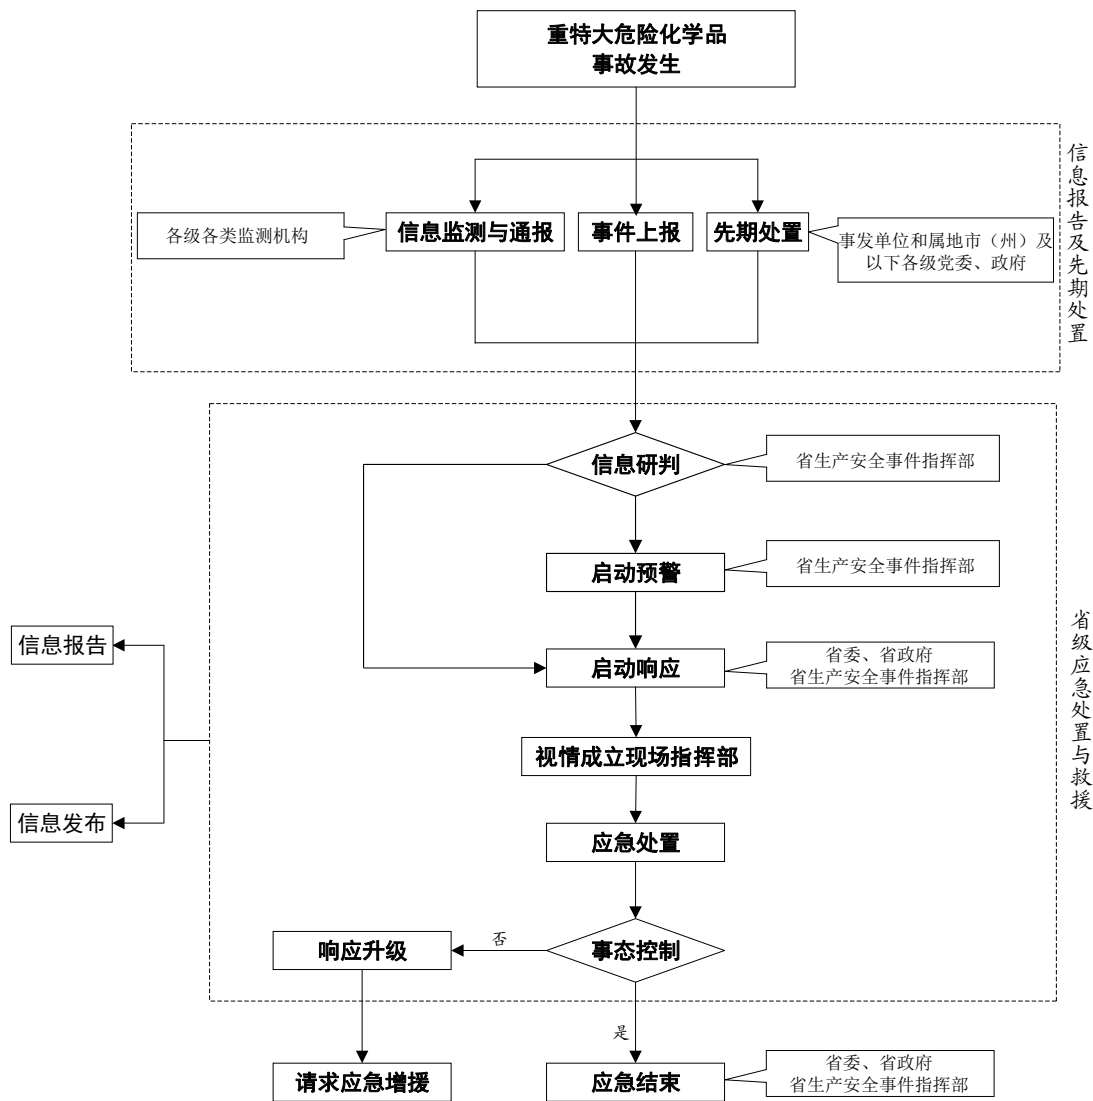 重特大危险化学品
事故发生
信息报告及先期处置
各级各类监测机构
信息监测与通报
事件上报
先期处置
事发单位和属地市（州）及
以下各级党委、政府
信息研判
省生产安全事件指挥部
启动预警
省生产安全事件指挥部
省级应急处置与救援
信息报告
启动响应
省委、省政府
省生产安全事件指挥部
视情成立现场指挥部
信息发布
应急处置
响应升级
否
事态控制
是
请求应急增援
应急结束
省委、省政府
省生产安全事件指挥部